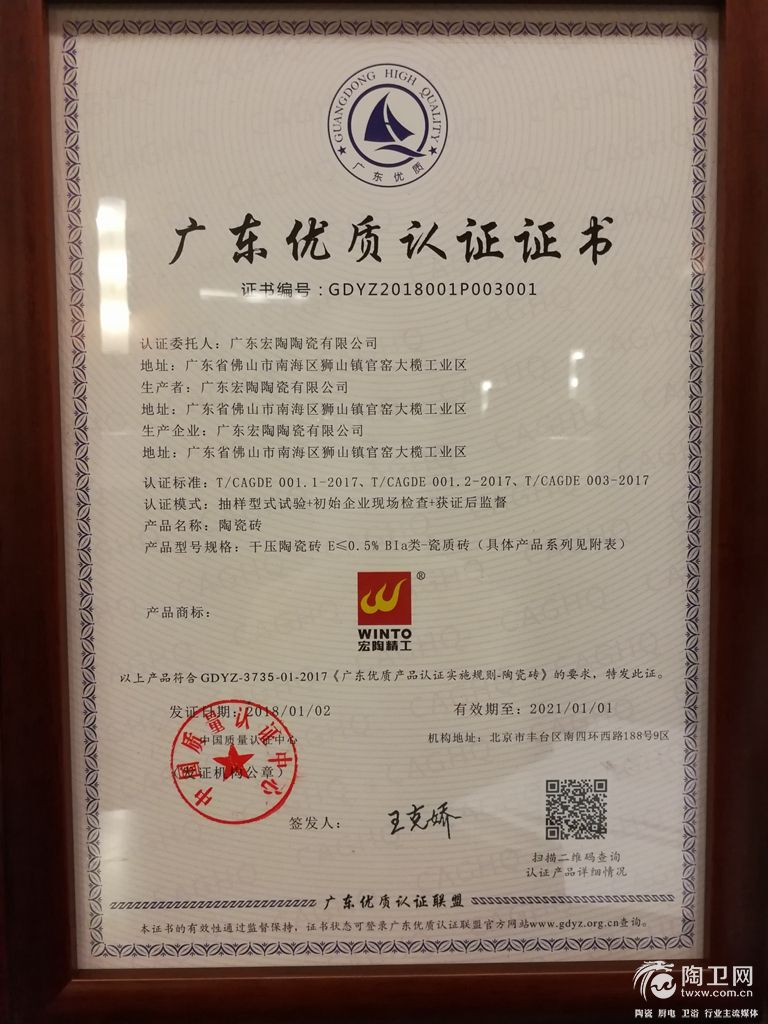 GUANGDONG HIGH QUALITY
广东优质
广东优质认证证书
证书编号：GDYZ2018001P003001
认证委托人：广东宏陶陶瓷有限公司
地址：广东省佛山市南海区狮山镇官窑大榄工业区
生产者：广东宏陶陶瓷有限公司
地址：广东省佛山市南海区狮山镇官窑大榄工业区
生产企业：广东宏陶陶瓷有限公司
地址：广东省佛山市南海区狮山镇官窑大榄工业区
认证标准：T/CAGDE 001.1-2017、T/CAGDE 001.2-2017、T/CAGDE 003-2017
认证模式：抽样型式试验+初始企业现场检查+获证后监督
产品名称：陶瓷砖
产品型号规格：干压陶瓷砖 E≤0.5% BIa类-瓷质砖（具体产品系列见附表）
产品商标：
®
WINTO
宏陶精工
以上产品符合GDYZ-3735-01-2017《广东优质产品认证实施规则-陶瓷砖》的要求，特发此证。
发证日期：2018/01/02
有效期至：2021/01/01
中国质量认证中心
机构地址：北京市丰台区南四环西路188号9区
（发证机构公章）
中国质量认证中心
签发人：
王克娇
扫描二维码查询
认证产品详细情况
广东优质认证联盟
本证书的有效性通过监督保持，证书状态可登录广东优质认证联盟官方网站www.gdyz.org.cn查询。
陶卫网
twxw.com.cn
陶瓷 厨电 卫浴 行业主流媒体